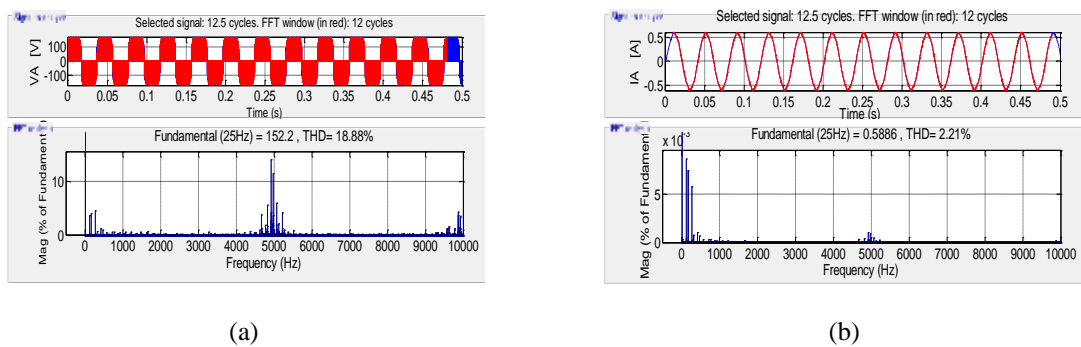 Selected signal: 12.5 cycles. FFT window (in red): 12 cycles
VA [V]
100
0
-100
0 0.05 0.1 0.15 0.2 0.25 0.3 0.35 0.4 0.45 0.5
Time (s)
Fundamental (25Hz) = 152.2 , THD= 18.88%
Mag (% of Fundament
10
0
0 1000 2000 3000 4000 5000 6000 7000 8000 9000 10000
Frequency (Hz)
(a)
Selected signal: 12.5 cycles. FFT window (in red): 12 cycles
IA [A]
0.5
0
-0.5
0 0.05 0.1 0.15 0.2 0.25 0.3 0.35 0.4 0.45 0.5
Time (s)
x 10-3
Fundamental (25Hz) = 0.5886 , THD= 2.21%
Mag (% of Fundament
5
0
0 1000 2000 3000 4000 5000 6000 7000 8000 9000 10000
Frequency (Hz)
(b)